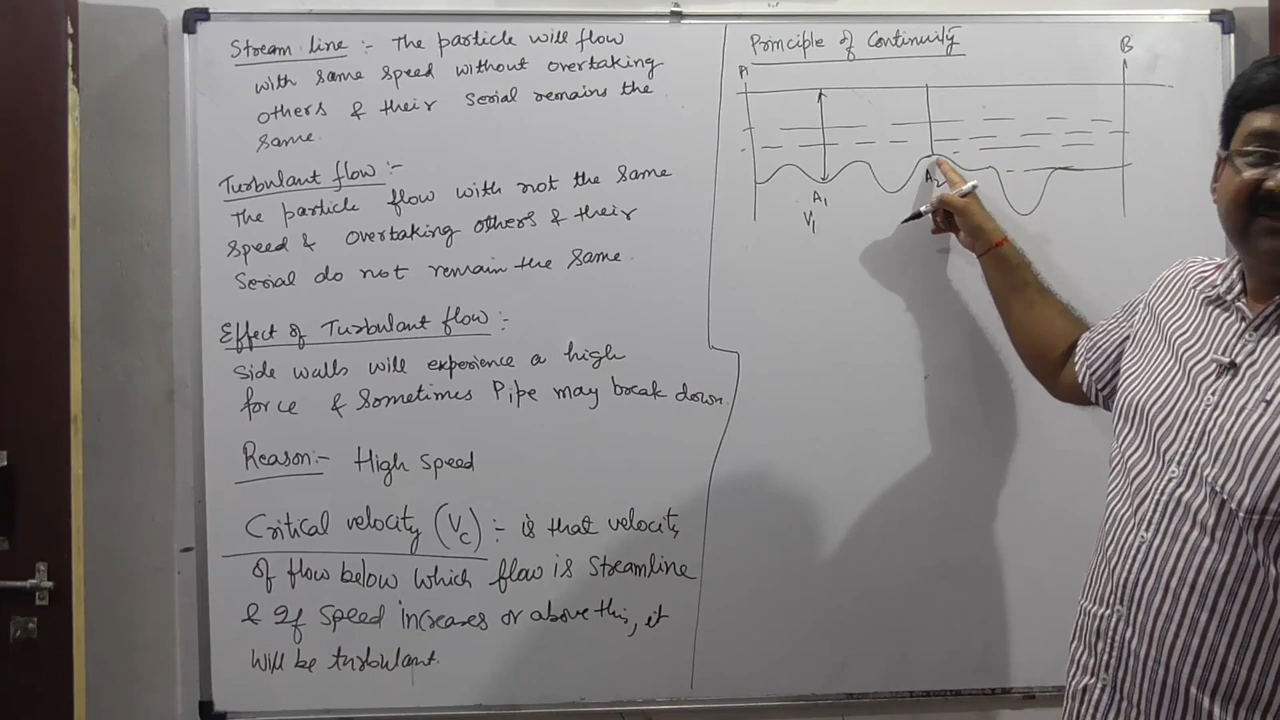 Stream line :- The particle will flow
with same speed without overtaking
others & their serial remains the
same.
Turbulant flow :-
The particle flow with not the same
speed & overtaking others & their
serial do not remain the same.
Effect of Turbulant flow :-
Side walls will experience a high
force & sometimes Pipe may break down.
Reason:- High speed
Critical velocity (Vc) :- is that velocity
of flow below which flow is streamline
& If speed increases or above this, it
will be turbulant.
Principle of Continuity
A
B
A1
V1
A2